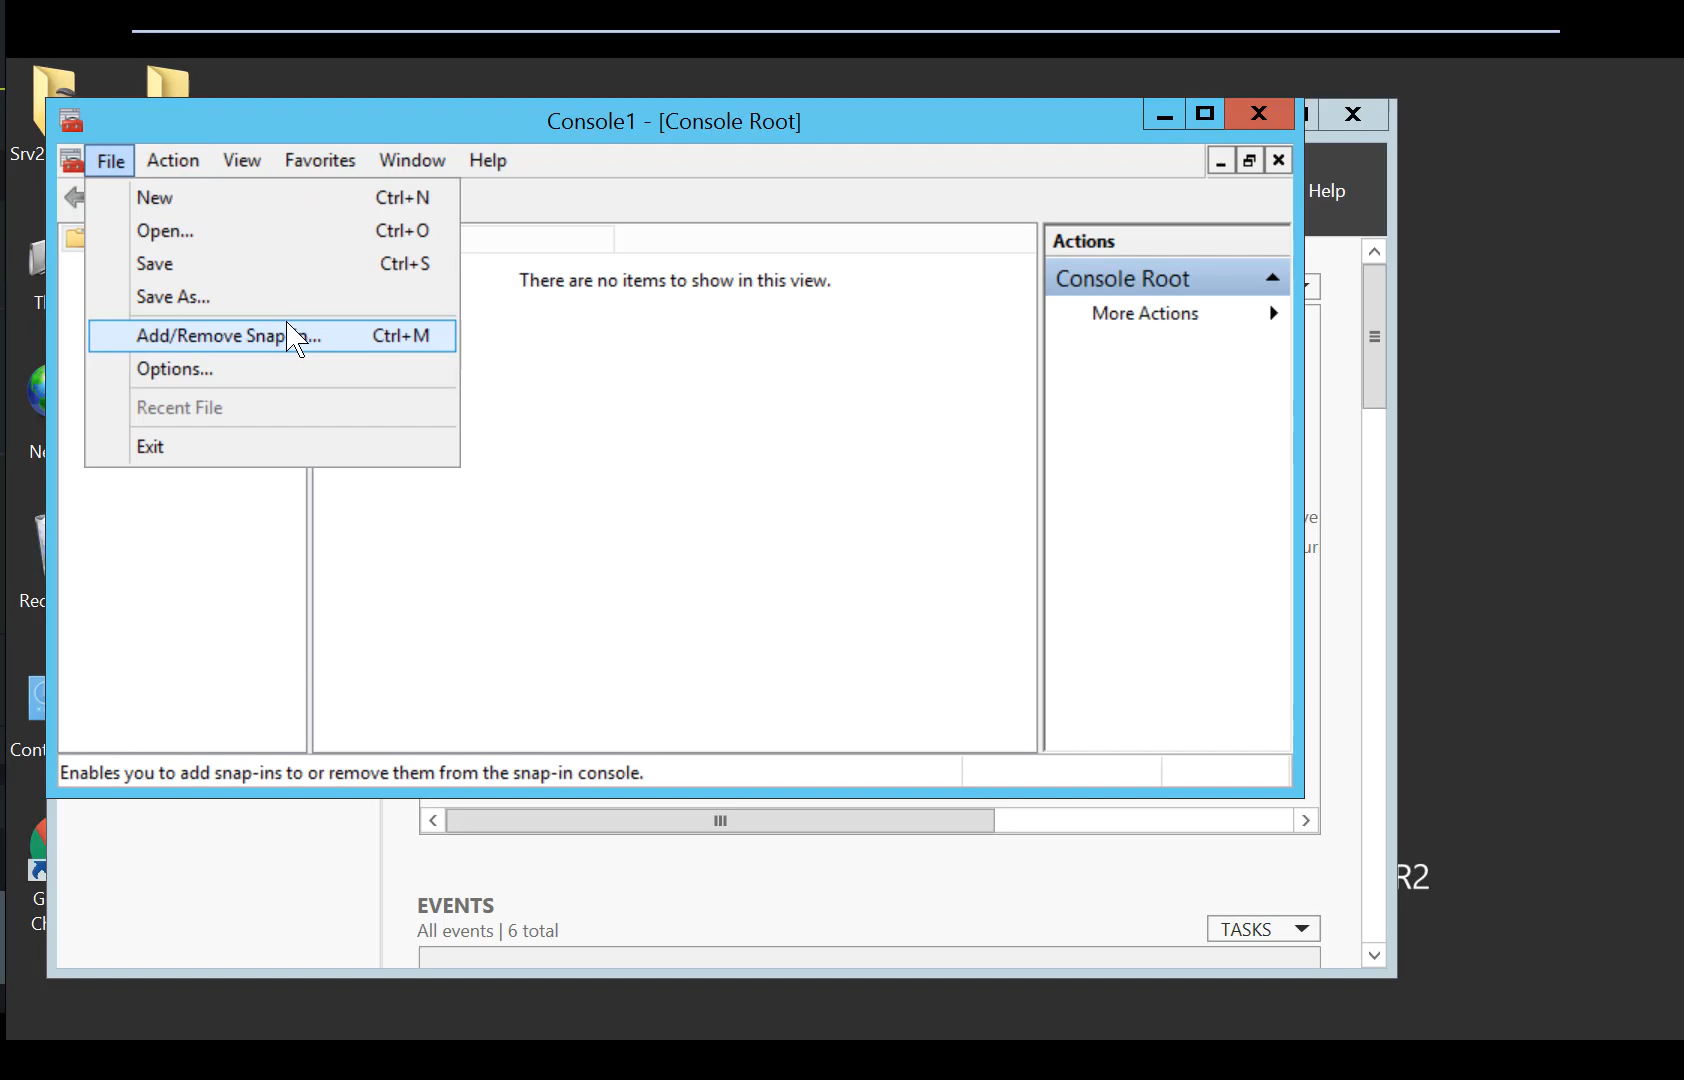 Console1 - [Console Root]
File Action View Favorites Window Help
Help
New Ctrl+N
Open... Ctrl+O
Save Ctrl+S
Save As...
Add/Remove Snap ... Ctrl+M
Options...
Recent File
Exit
There are no items to show in this view.
Actions
Console Root
More Actions
Enables you to add snap-ins to or remove them from the snap-in console.
Srv2
Rec
Cont
EVENTS
All events | 6 total
TASKS
R2